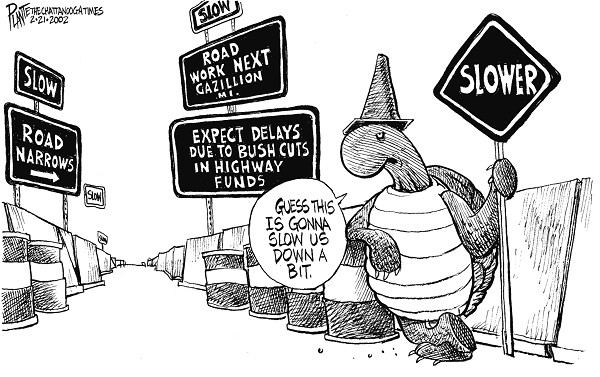 PLANTE THE CHATTANOOGA TIMES
2-21-2002
SLOW
SLOW
ROAD
WORK NEXT
GAZILLION
MI.
ROAD
NARROWS
EXPECT DELAYS
DUE TO BUSH CUTS
IN HIGHWAY
FUNDS
SLOW
SLOWER
GUESS THIS
IS GONNA
SLOW US
DOWN A
BIT.